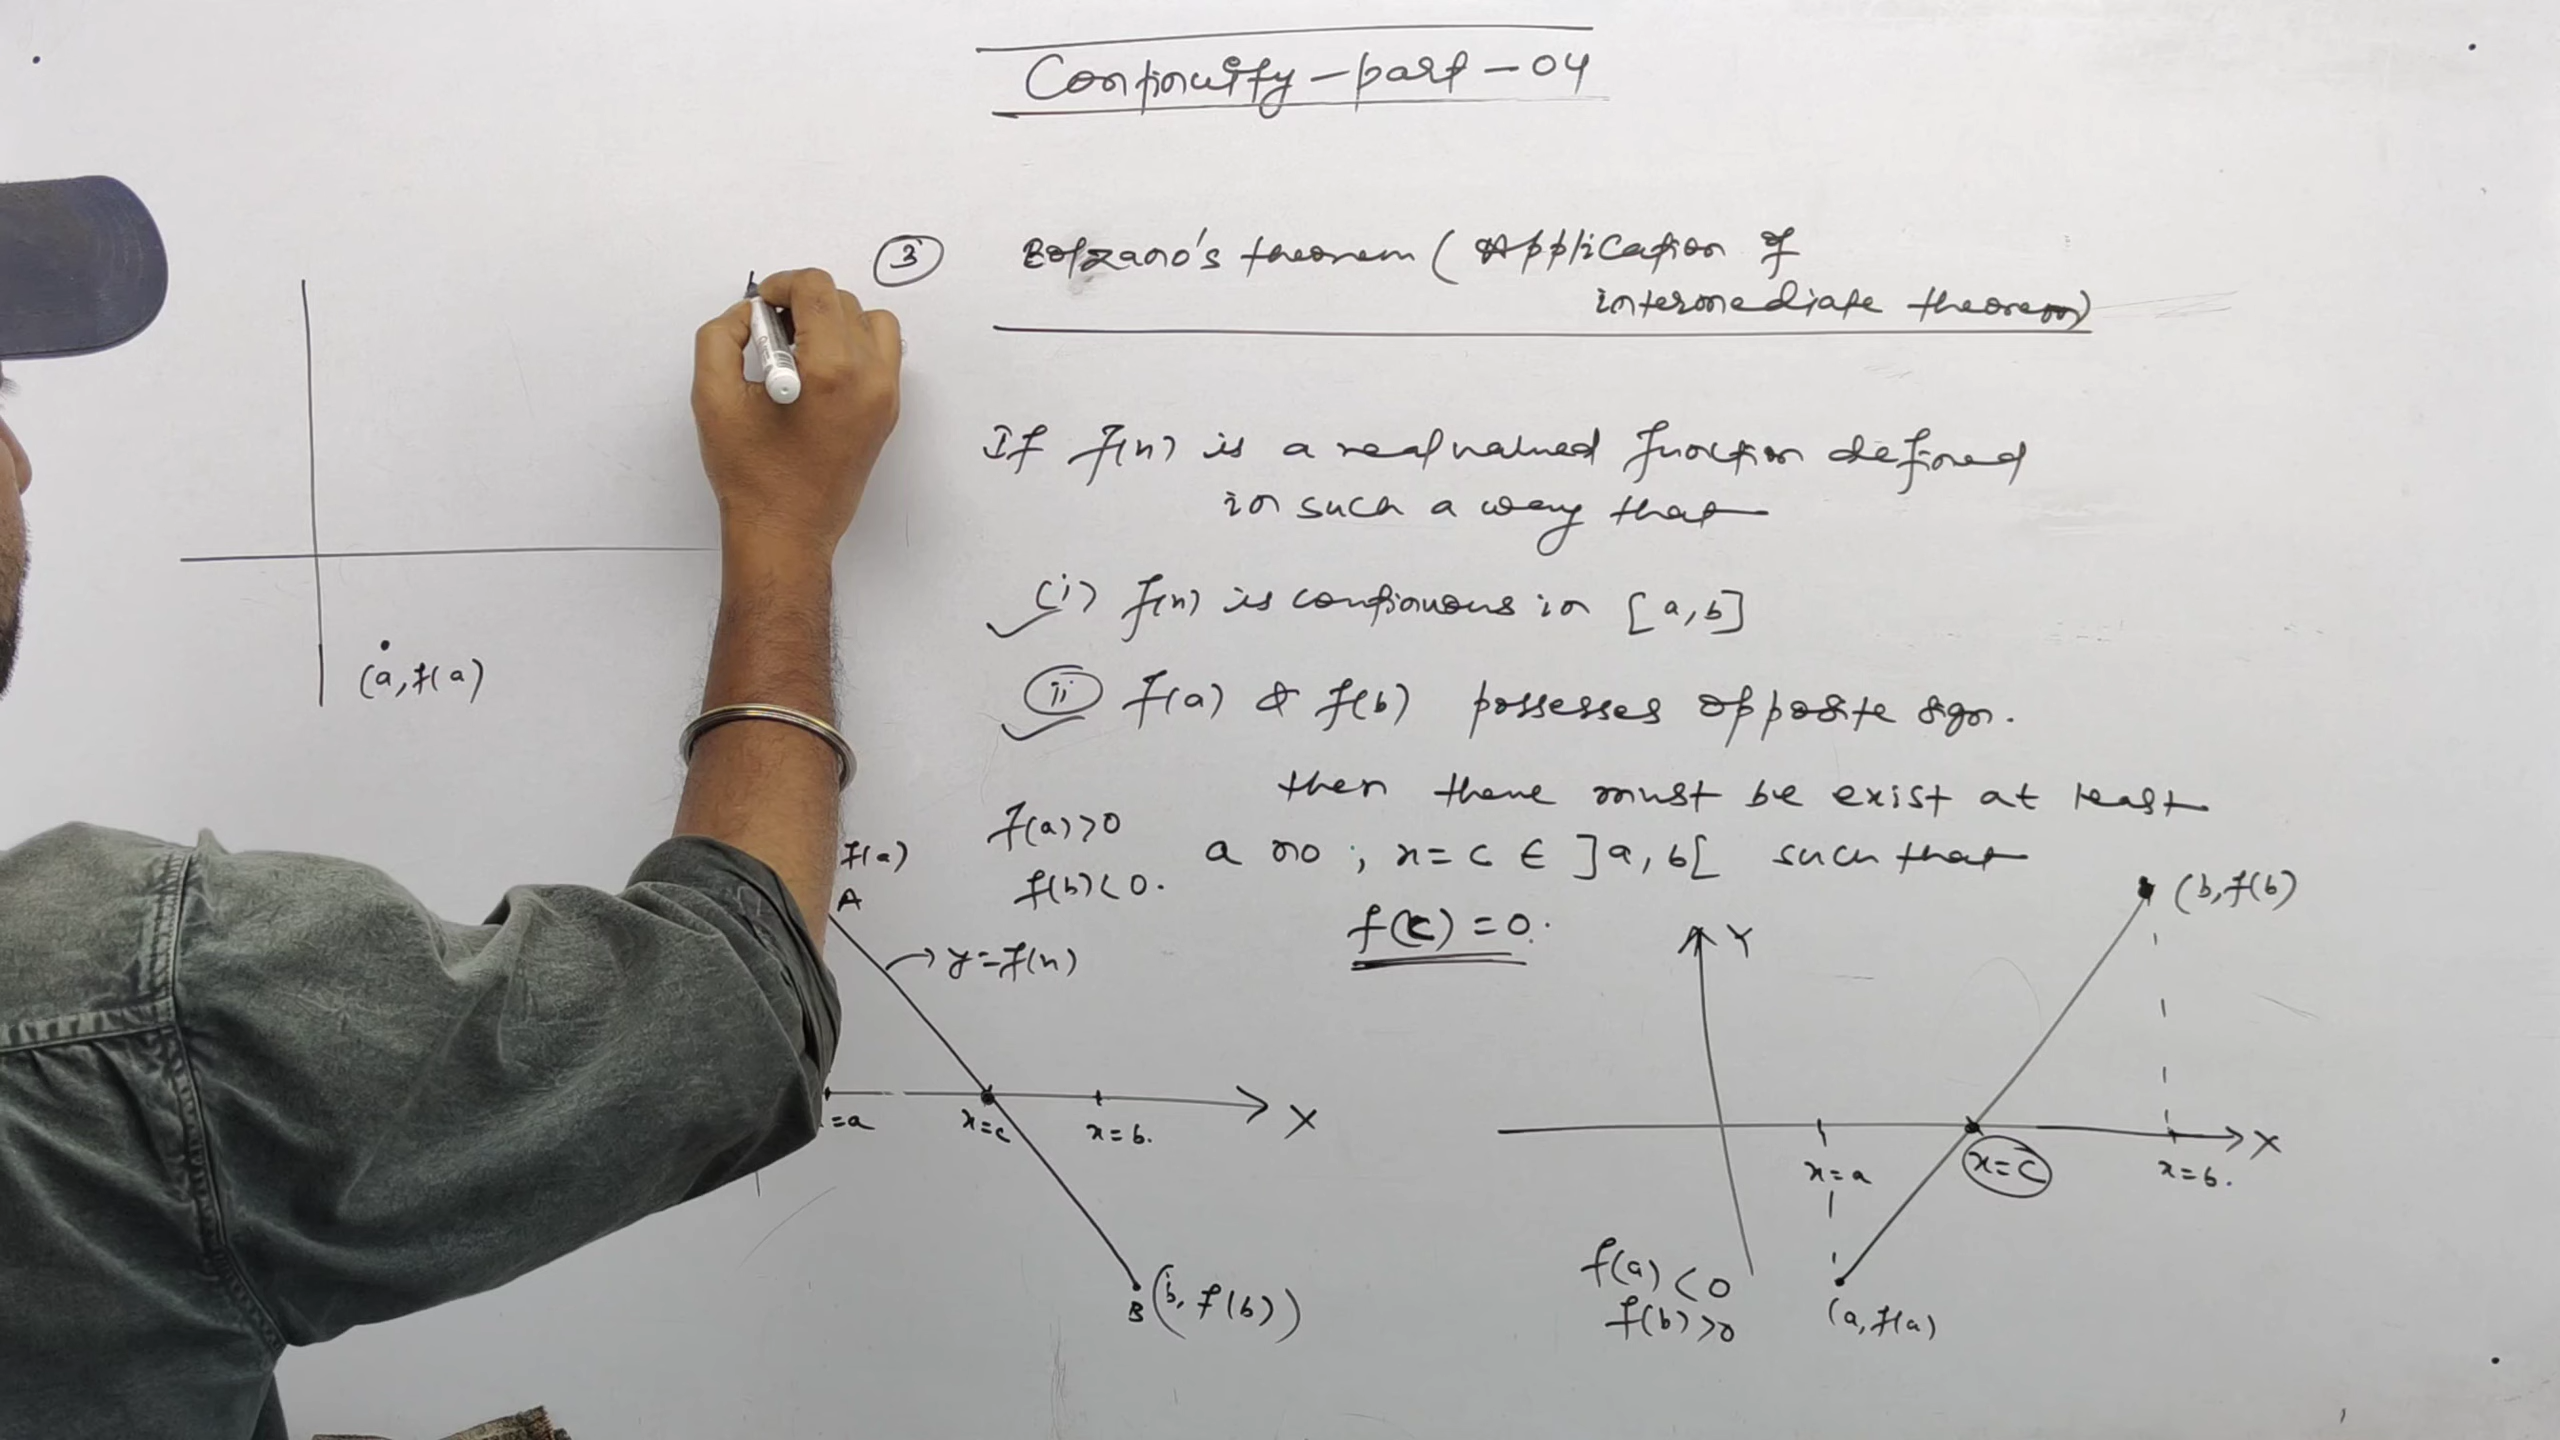 Continuity - part - 04
3 Bolzano's theorem (Application of
intermediate theorem)
If f(x) is a real valued function defined
in such a way that
(i) f(x) is continuous in [a,b]
ii f(a) & f(b) possesses opposite sign.
then there must be exist at least
a no ; x = c ∈ ]a, b[ such that
f(c) = 0.
(a, f(a)
f(a)>0
f(b)<0.
f(a)
A
y=f(x)
=a
x=c
x=b.
X
B (b, f(b))
Y
(b, f(b)
x=a
x=c
x=b.
X
f(a) < 0
f(b) >0
(a, f(a)